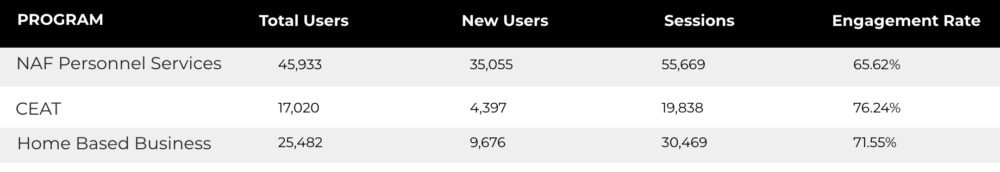 PROGRAM Total Users New Users Sessions Engagement Rate
NAF Personnel Services 45,933 35,055 55,669 65.62%
CEAT 17,020 4,397 19,838 76.24%
Home Based Business 25,482 9,676 30,469 71.55%